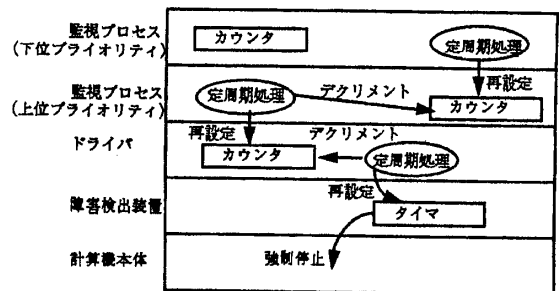 監視プロセス
(下位プライオリティ)
カウンタ
定周期処理
再設定
監視プロセス
(上位プライオリティ)
定周期処理
デクリメント
カウンタ
再設定
デクリメント
ドライバ
カウンタ
定周期処理
再設定
障害検出装置
タイマ
計算機本体
強制停止